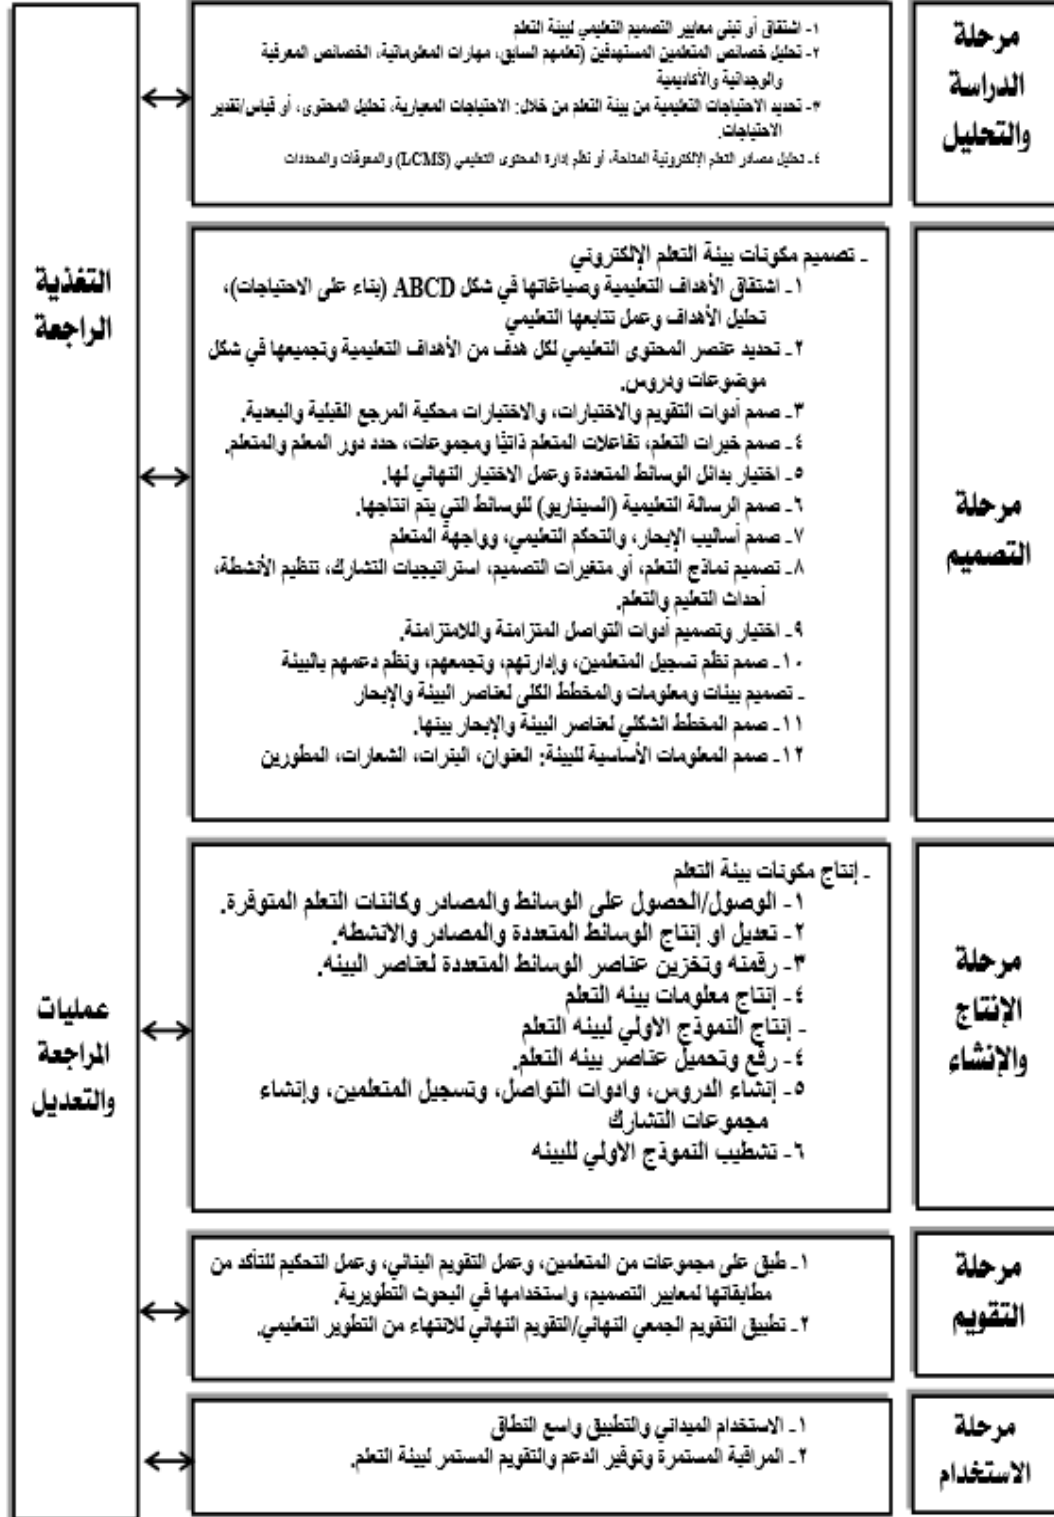 مرحلة
الدراسة
والتحليل
١- اشتقاق أو تبنى معايير التصميم التعليمي لبيئة التعلم
٢- تحليل خصائص المتعلمين المستهدفين (تعلمهم السابق، مهارات المعلوماتية، الخصائص المعرفية
والوجدانية والأكاديمية
٣- تحديد الاحتياجات التعليمية من بيئة التعلم من خلال: الاحتياجات المعيارية، تحليل المحتوى، أو قياس/تقدير
الاحتياجات.
٤- تحليل مصادر التعلم الإلكترونية المتاحة، أو نظم إدارة المحتوى التعليمي (LCMS) والمعوقات والمحددات
مرحلة
التصميم
- تصميم مكونات بيئة التعلم الإلكتروني
١- اشتقاق الأهداف التعليمية وصياغاتها في شكل ABCD (بناء على الاحتياجات)،
تحليل الأهداف وعمل تتابعها التعليمي
٢- تحديد عنصر المحتوى التعليمي لكل هدف من الأهداف التعليمية وتجميعها في شكل
موضوعات ودروس.
٣- صمم أدوات التقويم والاختبارات، والاختبارات محكية المرجع القبلية والبعدية.
٤- صمم خبرات التعلم، تفاعلات المتعلم ذاتيًا ومجموعات، حدد دور المعلم والمتعلم.
٥- اختيار بدائل الوسائط المتعددة وعمل الاختيار النهائي لها.
٦- صمم الرسالة التعليمية (السيناريو) للوسائط التي يتم انتاجها.
٧- صمم أساليب الإبحار، والتحكم التعليمي، وواجهة المتعلم
٨- تصميم نماذج التعلم، أو متغيرات التصميم، استراتيجيات التشارك، تنظيم الأنشطة،
أحداث التعليم والتعلم.
٩- اختيار وتصميم أدوات التواصل المتزامنة واللامتزامنة.
١٠- صمم نظم تسجيل المتعلمين، وإدارتهم، وتجمعهم، ونظم دعمهم بالبيئة
- تصميم بيئات ومعلومات والمخطط الكلى لعناصر البيئة والإبحار
١١- صمم المخطط الشكلي لعناصر البيئة والإبحار بينها.
١٢- صمم المعلومات الأساسية للبيئة: العنوان، البنرات، الشعارات، المطورين
مرحلة
الإنتاج
والإنشاء
- إنتاج مكونات بيئة التعلم
١- الوصول/الحصول على الوسائط والمصادر وكائنات التعلم المتوفرة.
٢- تعديل او إنتاج الوسائط المتعددة والمصادر والانشطه.
٣- رقمنه وتخزين عناصر الوسائط المتعددة لعناصر البيئه.
٤- إنتاج معلومات بيئه التعلم
- إنتاج النموذج الاولي لبيئه التعلم
٤- رفع وتحميل عناصر بيئه التعلم.
٥- إنشاء الدروس، وادوات التواصل، وتسجيل المتعلمين، وإنشاء
مجموعات التشارك
٦- تشطيب النموذج الاولي للبيئه
مرحلة
التقويم
١- طبق على مجموعات من المتعلمين، وعمل التقويم البنائي، وعمل التحكيم للتأكد من
مطابقاتها لمعايير التصميم، واستخدامها في البحوث التطويرية.
٢- تطبيق التقويم الجمعي النهائي/التقويم النهائي للانتهاء من التطوير التعليمي.
مرحلة
الاستخدام
١- الاستخدام الميداني والتطبيق واسع النطاق
٢- المراقبة المستمرة وتوفير الدعم والتقويم المستمر لبيئة التعلم.
التغذية
الراجعة
عمليات
المراجعة
والتعديل